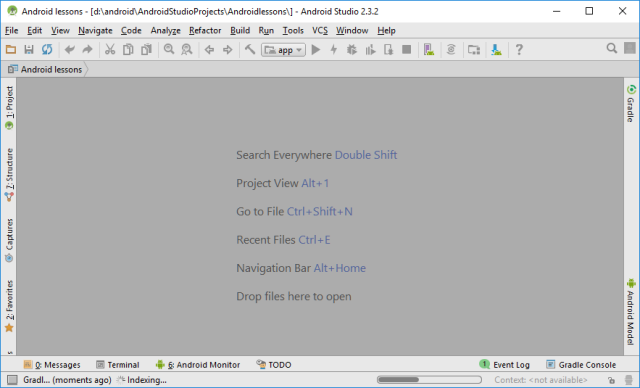 Android lessons - [d:\android\AndroidStudioProjects\Androidlessons\] - Android Studio 2.3.2
File Edit View Navigate Code Analyze Refactor Build Run Tools VCS Window Help
app
Android lessons
1: Project
7: Structure
Captures
2: Favorites
Gradle
Android Model
Search Everywhere Double Shift
Project View Alt+1
Go to File Ctrl+Shift+N
Recent Files Ctrl+E
Navigation Bar Alt+Home
Drop files here to open
0: Messages Terminal 6: Android Monitor TODO 1 Event Log Gradle Console
Gradl... (moments ago) Indexing... Context: <not available>